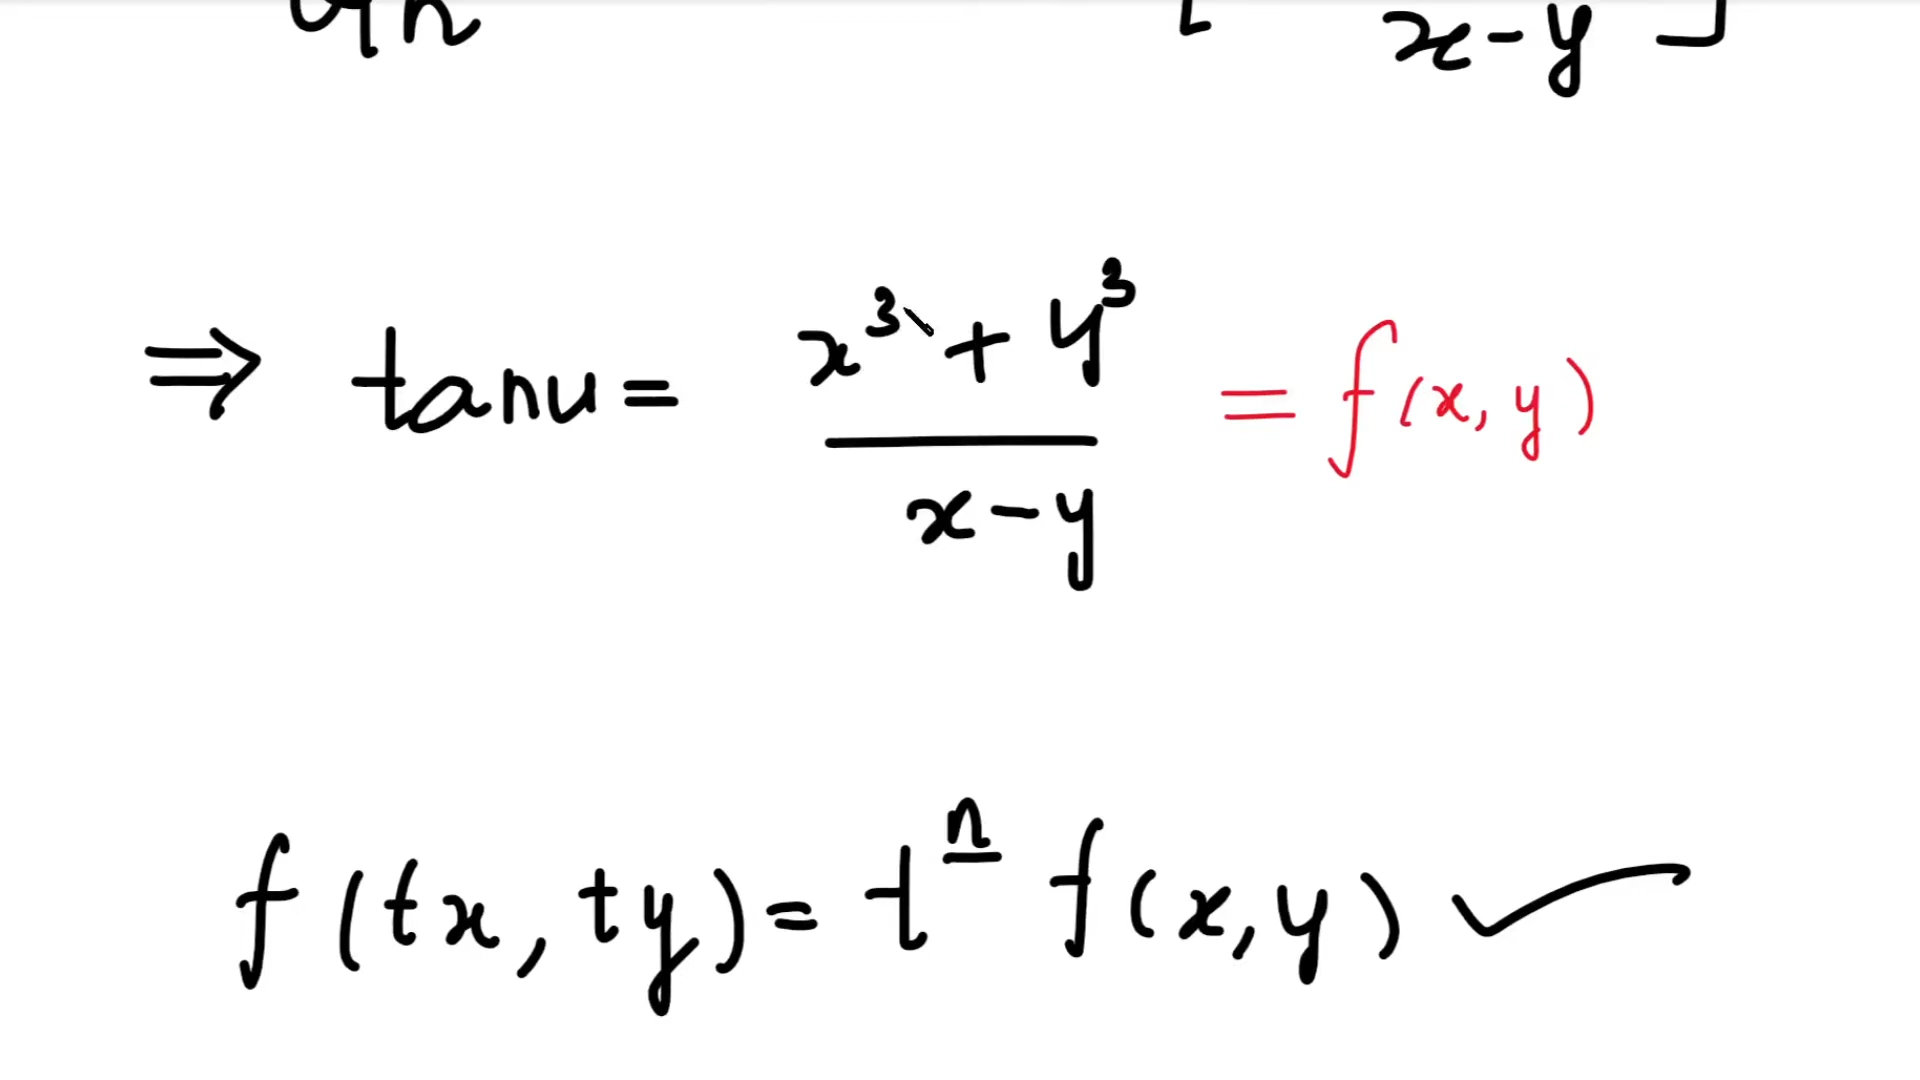 [ x-y ]
⇒ tanu = (x³ + y³)/(x-y) = f(x,y)
f(tx, ty) = tⁿ f(x,y) ✓